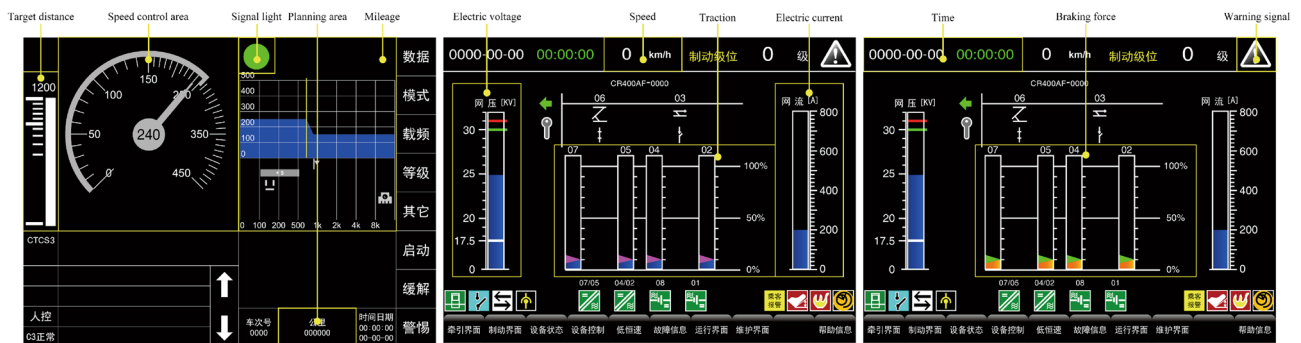 Target distance
Speed control area
Signal light
Planning area
Mileage
Electric voltage
Speed
Traction
Electric current
Time
Braking force
Warning signal
1200
0
50
100
150
200
350
450
240
500
400
300
200
100
0
0 100 200 500 1k 2k 4k 8k
数据
模式
载频
等级
其它
启动
缓解
警惕
CTCS3
人控
C3正常
车次号
0000
公里
000000
时间日期
00-00-00
00-00-00
0000-00-00 00:00:00 0 km/h 制动级位 0 级
CR400AF-0000
网 压 [KV]
30
25
20
17.5
0
06 03
07 05 04 02
100%
50%
0%
网 流 [A]
800
600
400
200
0
07/05 04/02 08 01
乘客
报警
牵引界面 制动界面 设备状态 设备控制 低恒速 故障信息 运行界面 维护界面 帮助信息
0000-00-00 00:00:00 0 km/h 制动级位 0 级
CR400AF-0000
网 压 [KV]
30
25
20
17.5
0
06 03
07 05 04 02
100%
50%
0%
网 流 [A]
800
600
400
200
0
07/05 04/02 08 01
乘客
报警
牵引界面 制动界面 设备状态 设备控制 低恒速 故障信息 运行界面 维护界面 帮助信息